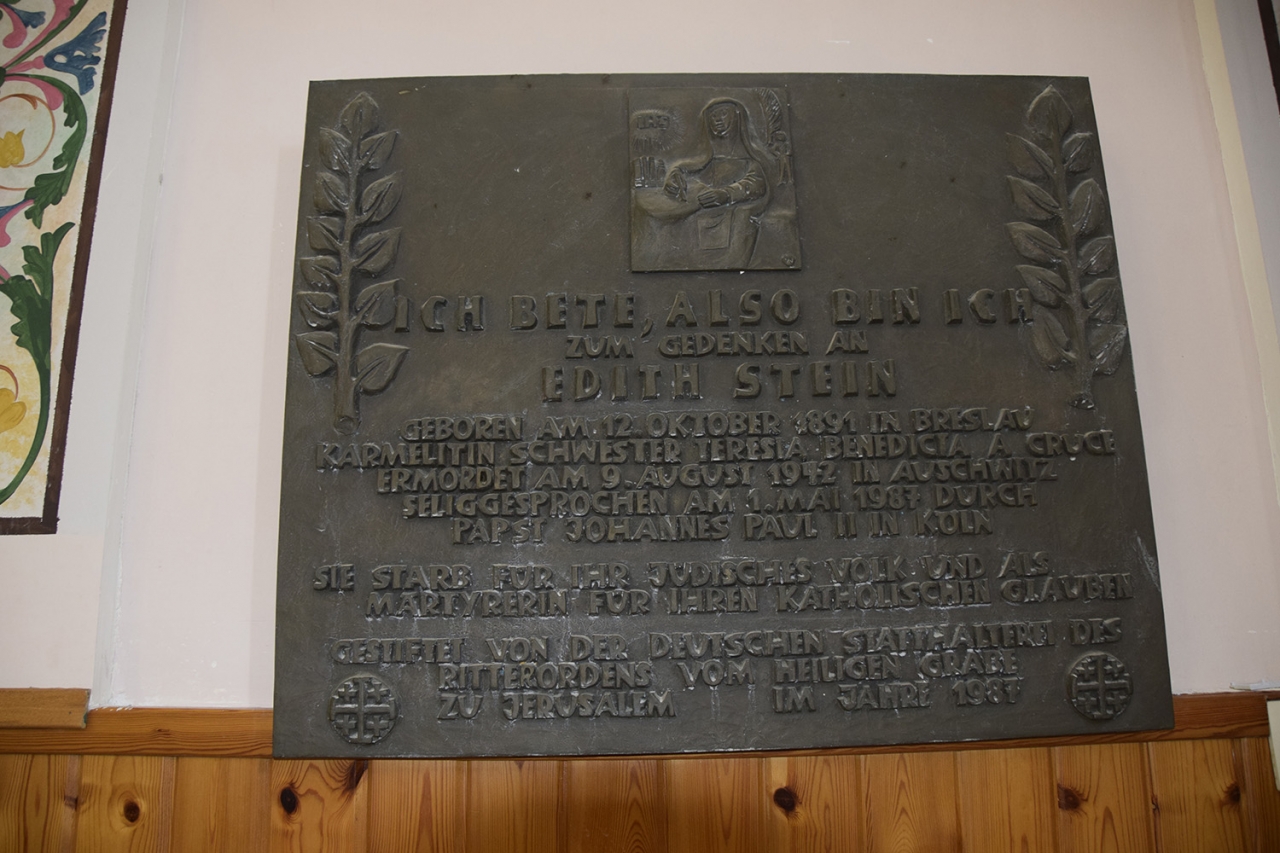 ICH BETE, ALSO BIN ICH
ZUM GEDENKEN AN
EDITH STEIN
GEBOREN AM 12. OKTOBER 1891 IN BRESLAU
KARMELITIN SCHWESTER TERESIA BENEDICTA A CRUCE
ERMORDET AM 9. AUGUST 1942 IN AUSCHWITZ
SELIGGESPROCHEN AM 1. MAI 1987 DURCH
PAPST JOHANNES PAUL II IN KÖLN
SIE STARB FÜR IHR JÜDISCHES VOLK UND ALS
MÄRTYRERIN FÜR IHREN KATHOLISCHEN GLAUBEN
GESTIFTET VON DER DEUTSCHEN STATTHALTEREI DES
RITTERORDENS VOM HEILIGEN GRABE
ZU JERUSALEM IM JAHRE 1987